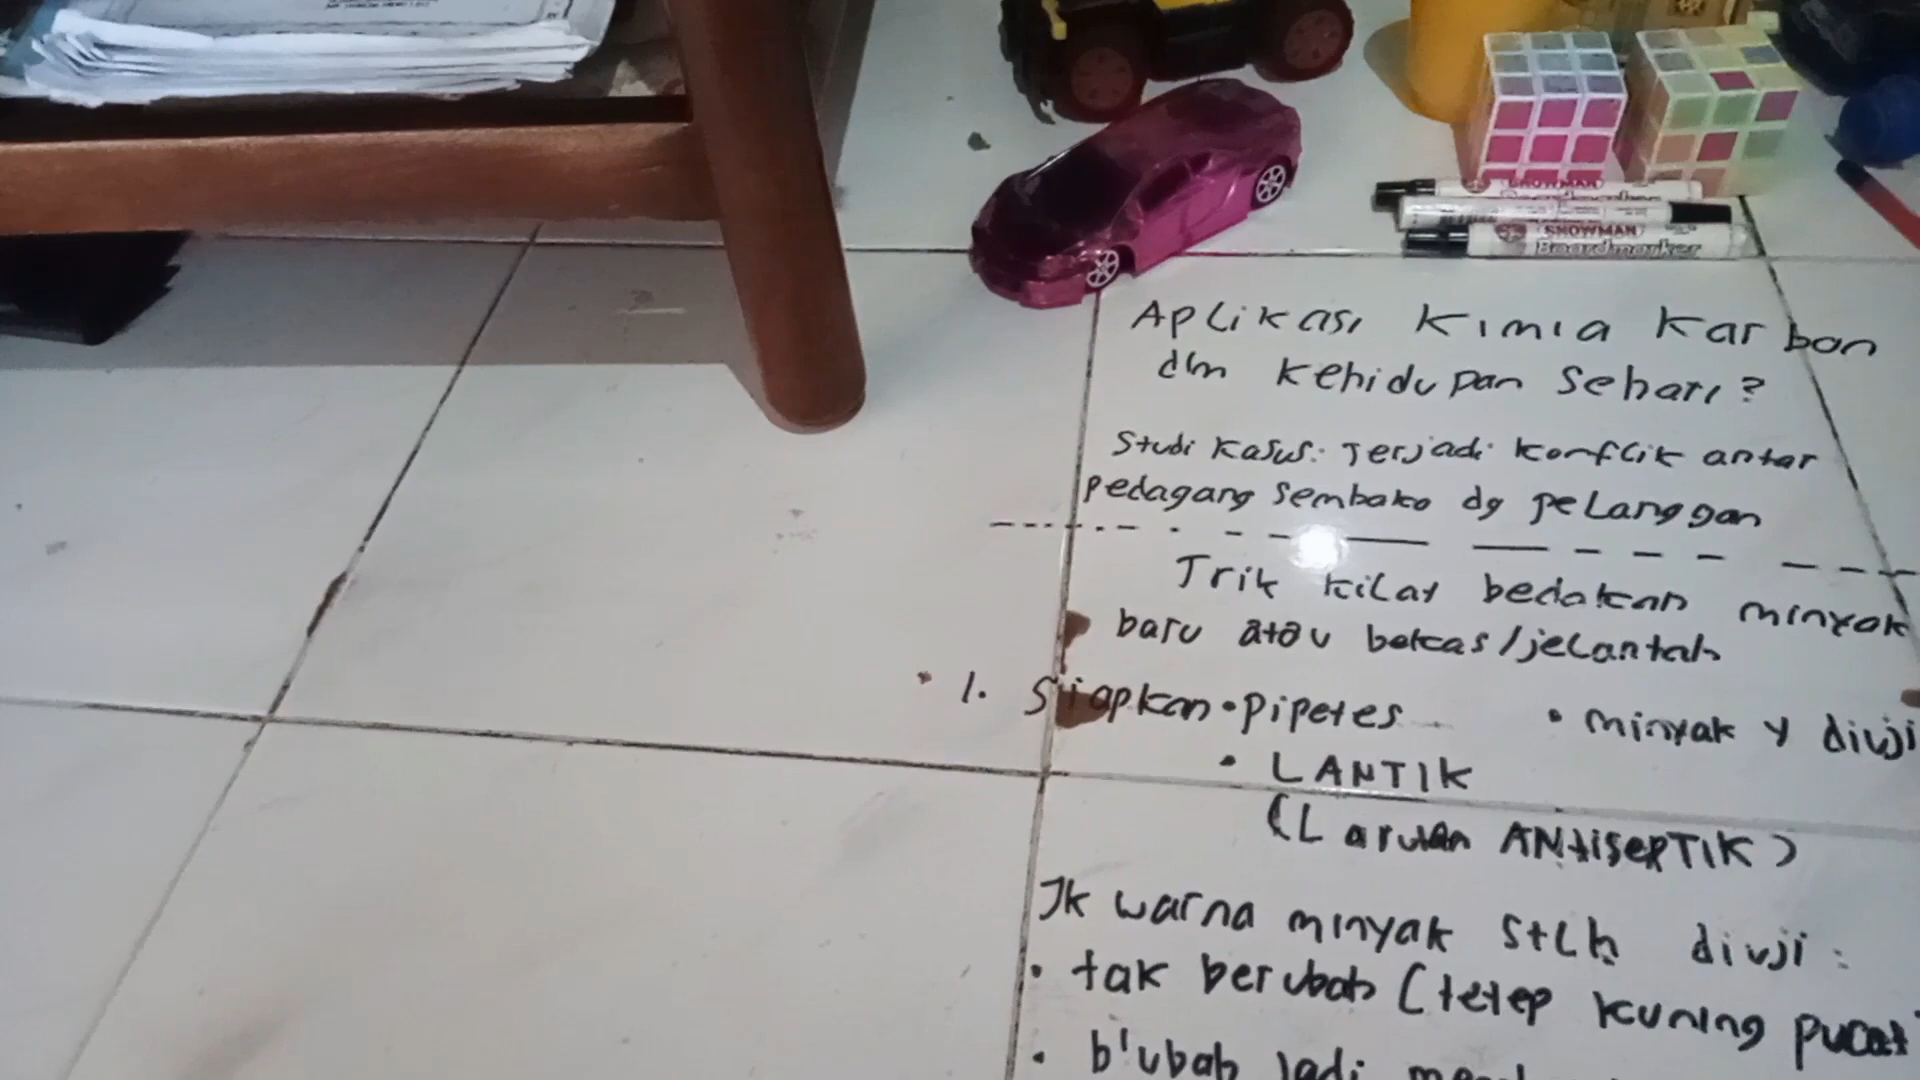 SNOWMAN
SNOWMAN
Boardmarker
Aplikasi Kimia Karbon
dlm kehidupan sehari?
Studi Kasus: Terjadi konflik antar
pedagang sembako dg pelanggan
Trik kilat bedakan minyak
baru atau bekas/jelantah
1. Siapkan • pipetes • minyak y diuji
• LANTIK
(Larutan ANtisepTIK)
Jk warna minyak stlh diuji:
• tak berubah (tetep kuning pucat
• b'ubah jadi